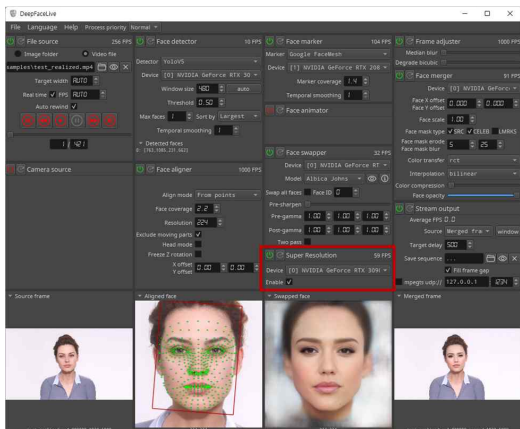 DeepFaceLive
File Language Help Process priority Normal
File source 256 FPS
Image folder Video file
samples\test_realized.mp4
Target width AUTO
Real time FPS AUTO
Auto rewind
1 421
Camera source
Face detector 10 FPS
Detector YoloV5
Device [0] NVIDIA GeForce RTX 30
Window size 480 auto
Threshold 0.50
Max faces 1 Sort by Largest
Temporal smoothing 1
Detected faces
Face aligner 1000 FPS
Align mode From points
Face coverage 2.2
Resolution 224
Exclude moving parts
Head mode
Freeze Z rotation
X offset Y offset
0.00 0.00
Face marker 104 FPS
Marker Google FaceMesh
Device [1] NVIDIA GeForce RTX 208
Marker coverage 1.4
Temporal smoothing 1
Face animator
Face swapper 32 FPS
Device [0] NVIDIA GeForce RT
Model Albica Johns
Swap all faces Face ID 0
Pre-sharpen
Pre-gamma 1.00 1.00 1.00
Post-gamma 1.00 1.00 1.00
Two pass
Super Resolution 59 FPS
Device [0] NVIDIA GeForce RTX 309
Enable
Frame adjuster 1000 FPS
Median blur
Degrade bicubic
Face merger 81 FPS
Device [0] NVIDIA GeForc
Face X offset
Face Y offset
0.000 0.000
Face scale 1.00
Face mask type SRC CELEB LMRKS
Face mask erode
Face mask blur
5 25
Color transfer rct
Interpolation bilinear
Color compression
Face opacity
Stream output
Average FPS 0.0
Source Merged fra window
Target delay 500
Save sequence ...
Fill frame gap
mpegts udp:// 127.0.0.1 1234
Source frame
Aligned face
Swapped face
Merged frame